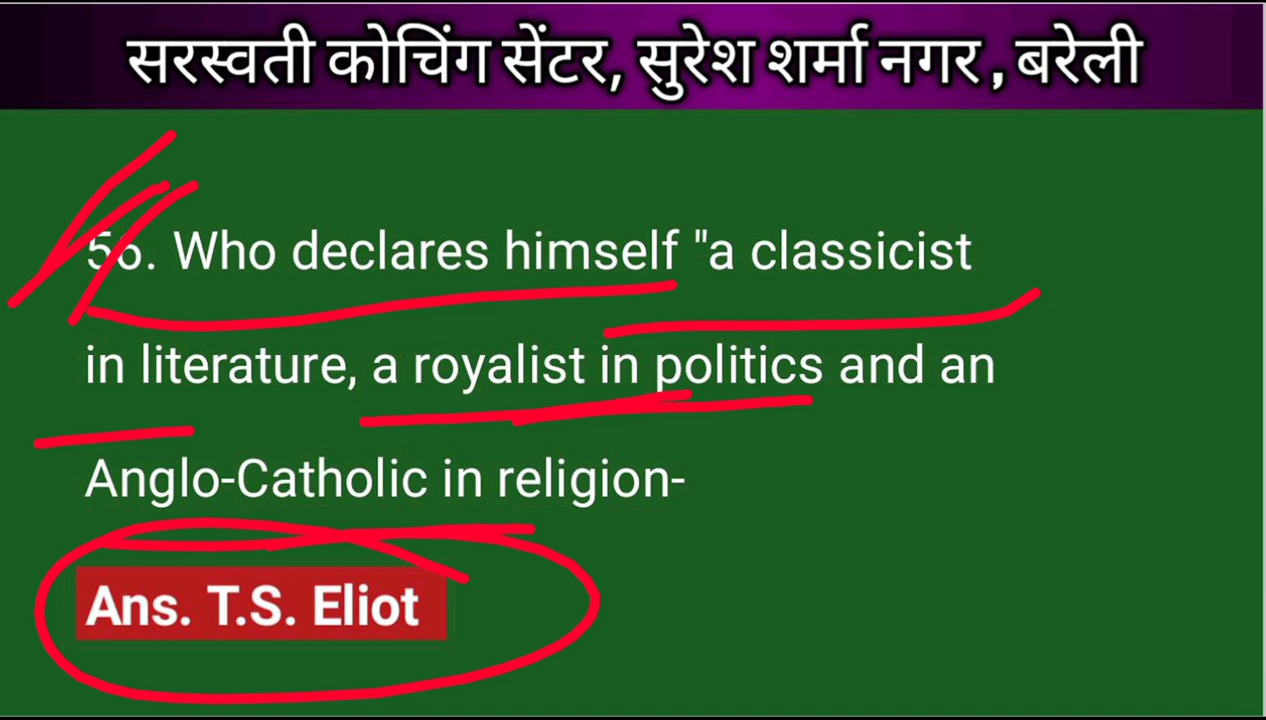 सरस्वती कोचिंग सेंटर, सुरेश शर्मा नगर, बरेली
56. Who declares himself "a classicist
in literature, a royalist in politics and an
Anglo-Catholic in religion-
Ans. T.S. Eliot